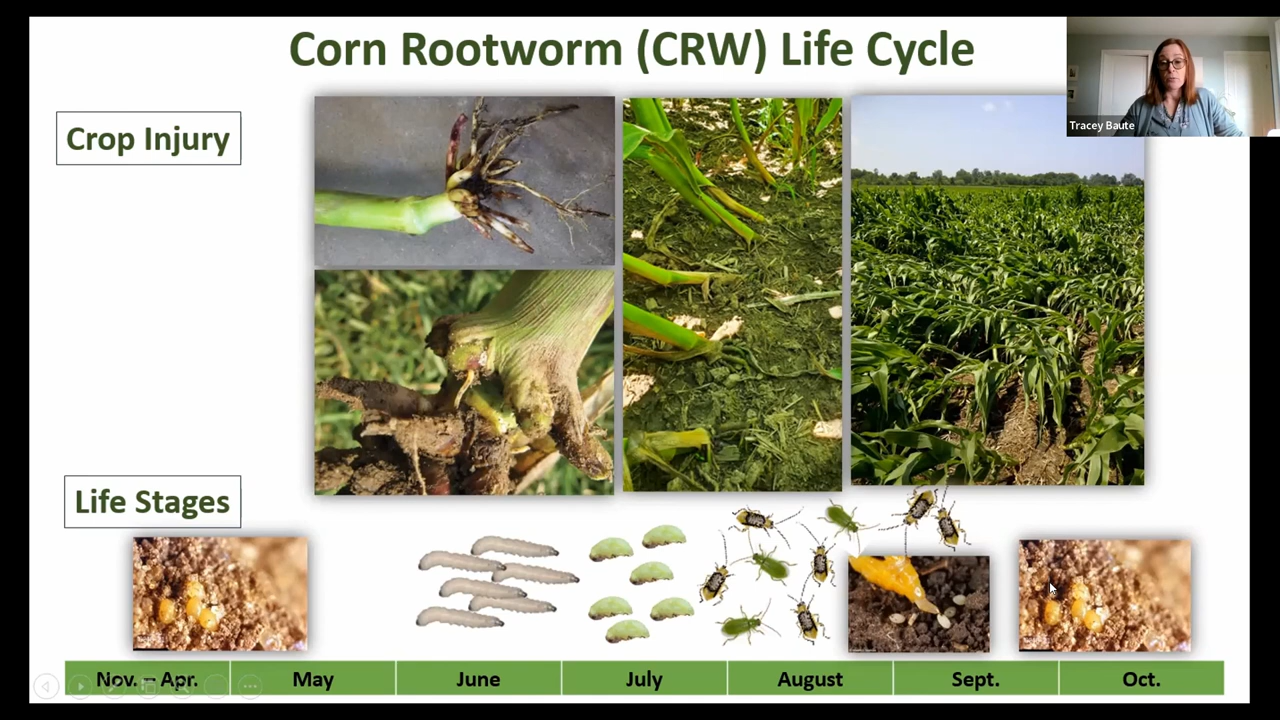 Corn Rootworm (CRW) Life Cycle
Tracey Baute
Crop Injury
Life Stages
Nov. – Apr.
May
June
July
August
Sept.
Oct.